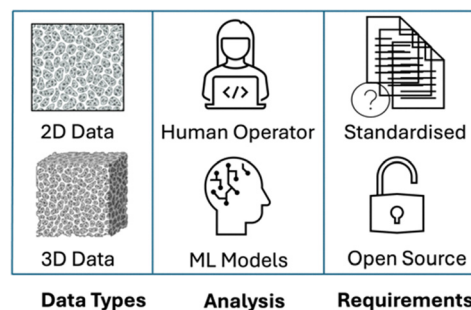 2D Data
Human Operator
Standardised
3D Data
ML Models
Open Source
Data Types
Analysis
Requirements